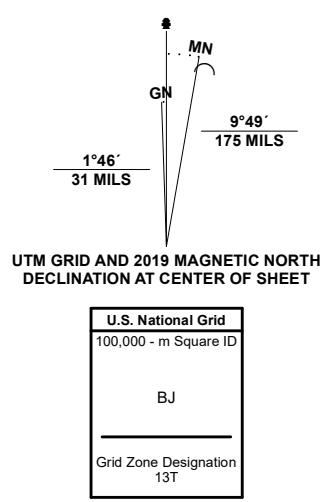 MN
GN
9°49´
175 MILS
1°46´
31 MILS
UTM GRID AND 2019 MAGNETIC NORTH
DECLINATION AT CENTER OF SHEET
U.S. National Grid
100,000 - m Square ID
BJ
Grid Zone Designation
13T